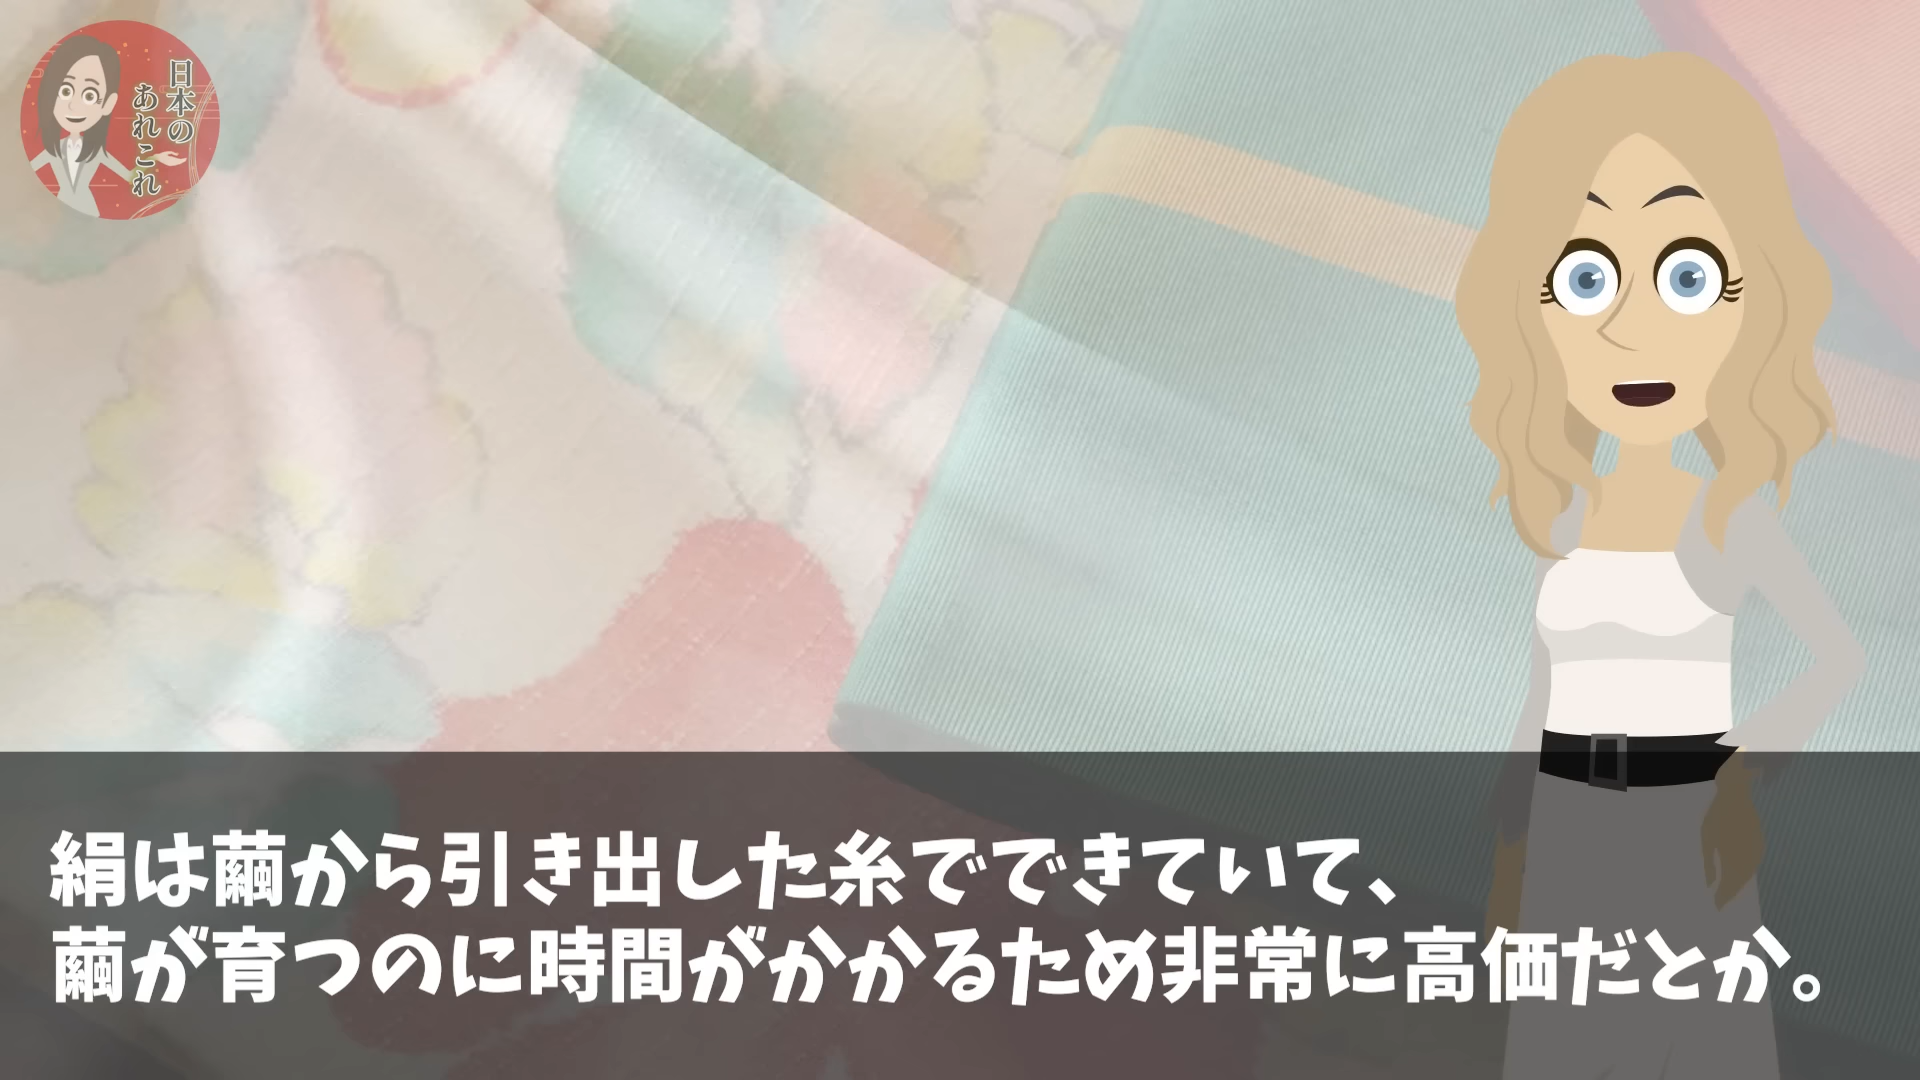 日本の
あれこれ
絹は繭から引き出した糸でできていて、
繭が育つのに時間がかかるため非常に高価だとか。